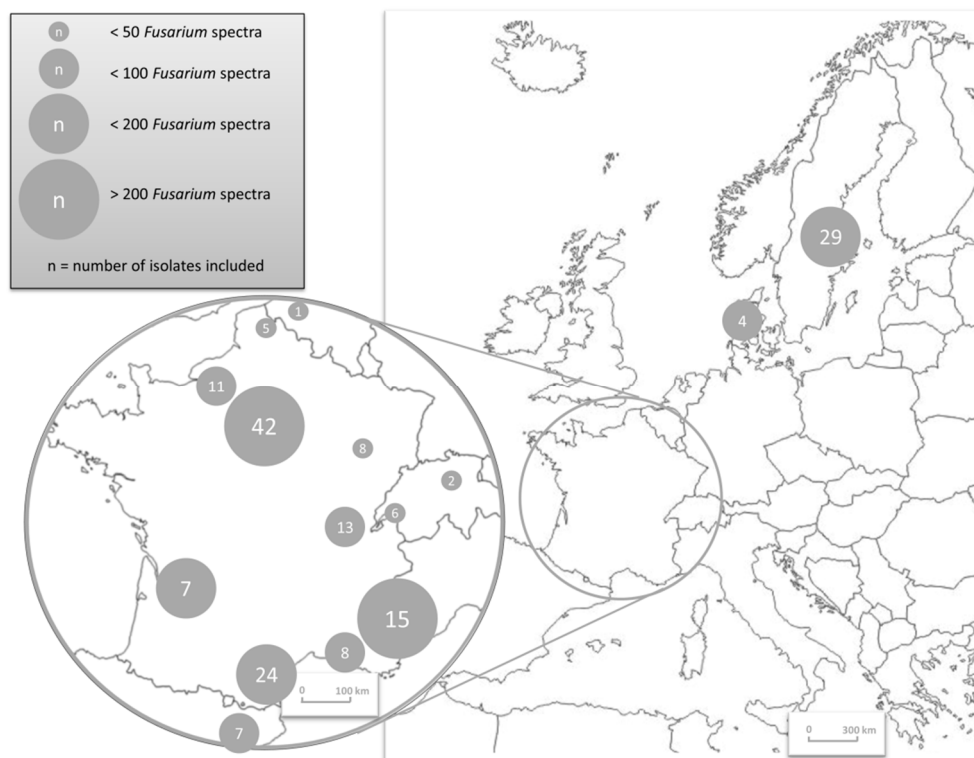 n < 50 Fusarium spectra
n < 100 Fusarium spectra
n < 200 Fusarium spectra
n > 200 Fusarium spectra
n = number of isolates included
29
4
1
5
11
42
8
2
6
13
7
15
8
24
7
0 100 km
0 300 km